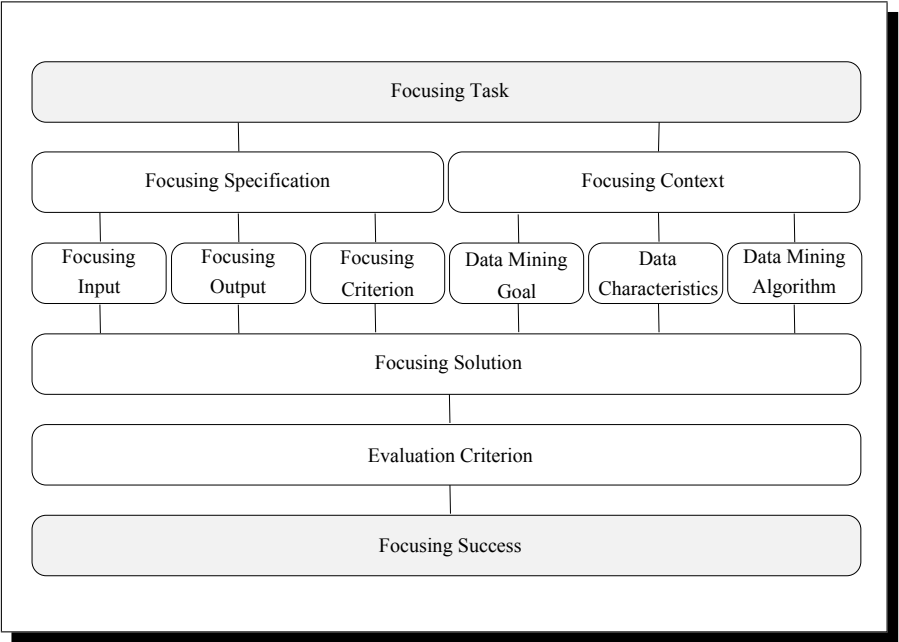 Focusing Task
Focusing Specification
Focusing Context
Focusing
Input
Focusing
Output
Focusing
Criterion
Data Mining
Goal
Data
Characteristics
Data Mining
Algorithm
Focusing Solution
Evaluation Criterion
Focusing Success